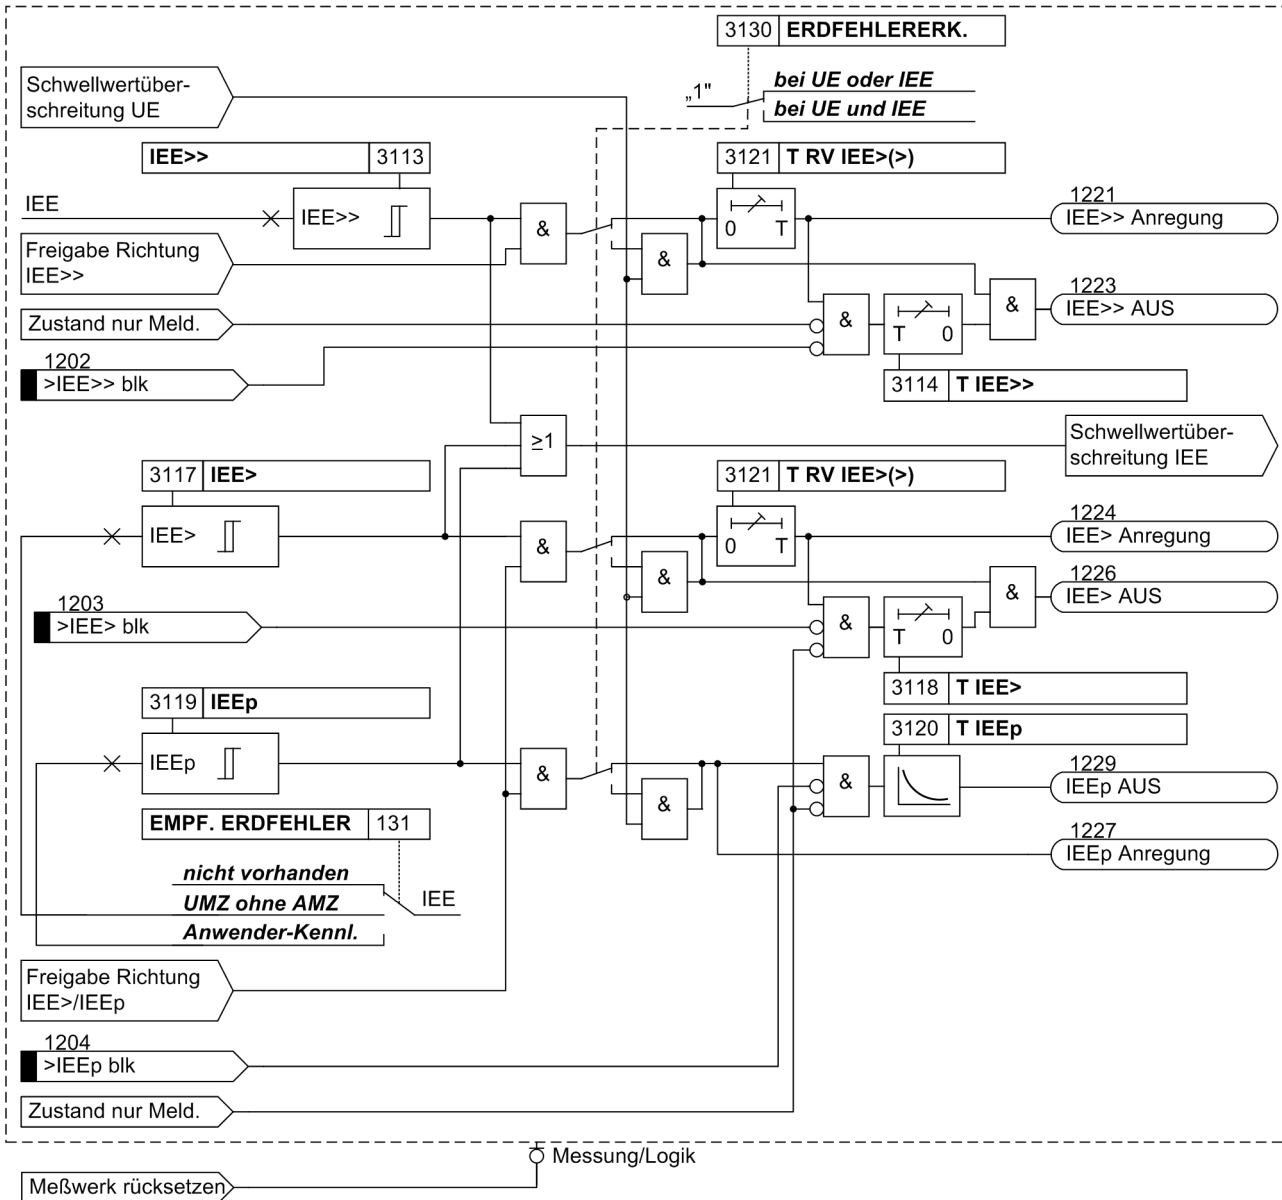 3130 ERDFEHLERERK.
Schwellwertüber-
schreitung UE
„1"
bei UE oder IEE
bei UE und IEE
IEE>> 3113
3121 T RV IEE>(>)
IEE
IEE>>
&
0 T
1221
IEE>> Anregung
Freigabe Richtung
IEE>>
&
1223
IEE>> AUS
&
Zustand nur Meld.
&
T 0
1202
>IEE>> blk
3114 T IEE>>
≥1
Schwellwertüber-
schreitung IEE
3117 IEE>
3121 T RV IEE>(>)
IEE>
&
0 T
1224
IEE> Anregung
&
1226
IEE> AUS
&
1203
>IEE> blk
&
T 0
3119 IEEp
3118 T IEE>
3120 T IEEp
IEEp
&
&
1229
IEEp AUS
&
EMPF. ERDFEHLER 131
1227
IEEp Anregung
nicht vorhanden
UMZ ohne AMZ
IEE
Anwender-Kennl.
Freigabe Richtung
IEE>/IEEp
1204
>IEEp blk
Zustand nur Meld.
Messung/Logik
Meßwerk rücksetzen